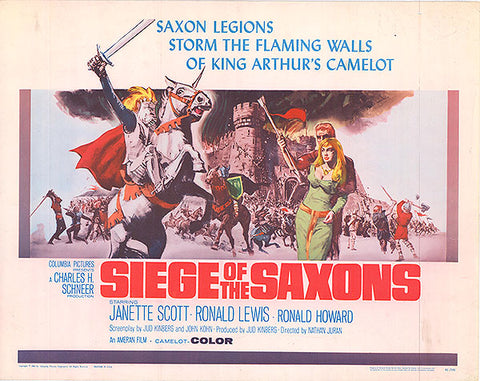 SAXON LEGIONS
STORM THE FLAMING WALLS
OF KING ARTHUR'S CAMELOT
COLUMBIA PICTURES
PRESENTS
A CHARLES H.
SCHNEER
PRODUCTION
SIEGE OF THE SAXONS
STARRING
JANETTE SCOTT · RONALD LEWIS · RONALD HOWARD
Screenplay by JUD KINBERG and JOHN KOHN · Produced by JUD KINBERG · Directed by NATHAN JURAN
AN AMERAN FILM · CAMELOT · COLOR